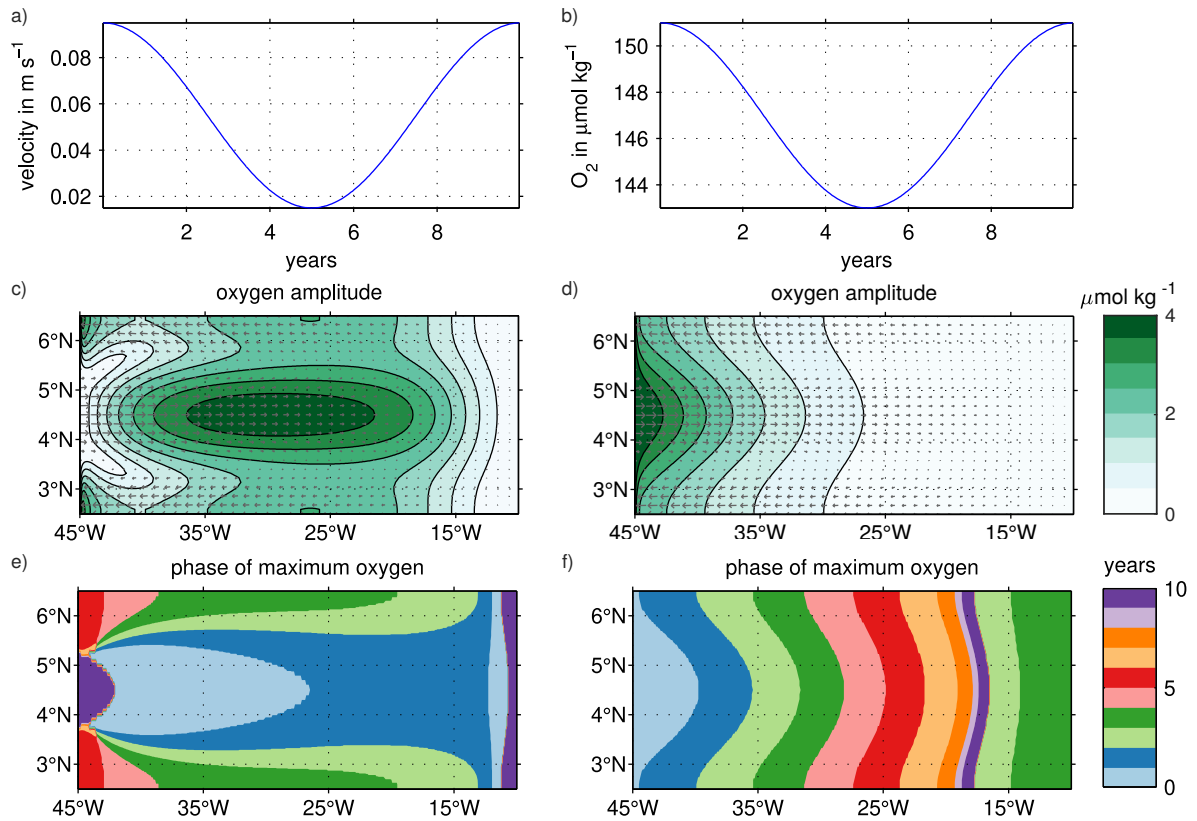 a)
b)
velocity in m s⁻¹
0.08
0.06
0.04
0.02
2
4
6
8
years
O₂ in μmol kg⁻¹
150
148
146
144
2
4
6
8
years
c)
oxygen amplitude
6°N
5°N
4°N
3°N
45°W
35°W
25°W
15°W
d)
oxygen amplitude
6°N
5°N
4°N
3°N
45°W
35°W
25°W
15°W
μmol kg⁻¹
4
2
0
e)
phase of maximum oxygen
6°N
5°N
4°N
3°N
45°W
35°W
25°W
15°W
f)
phase of maximum oxygen
6°N
5°N
4°N
3°N
45°W
35°W
25°W
15°W
years
10
5
0